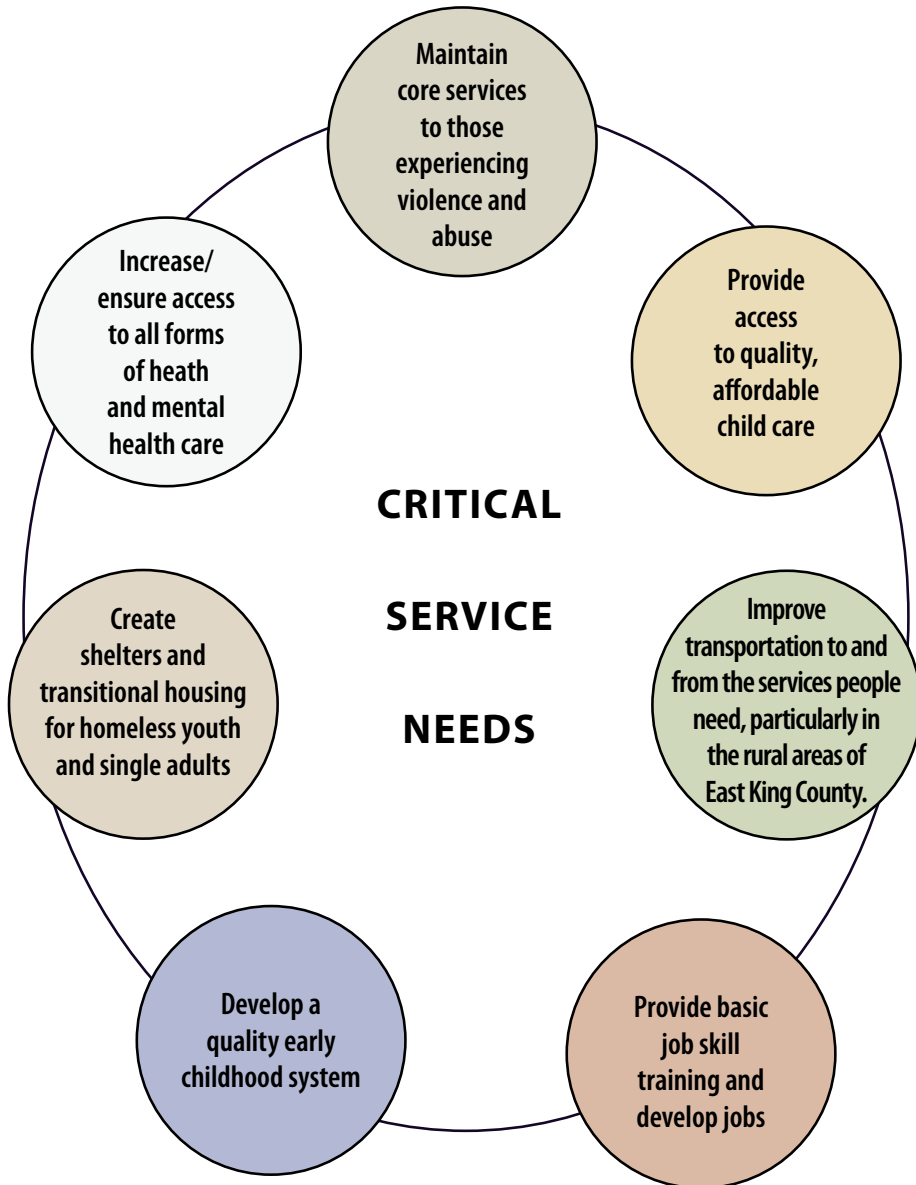 Maintain
core services
to those
experiencing
violence and
abuse
Increase/
ensure access
to all forms
of heath
and mental
health care
Provide
access
to quality,
affordable
child care
CRITICAL
SERVICE
NEEDS
Create
shelters and
transitional housing
for homeless youth
and single adults
Improve
transportation to and
from the services people
need, particularly in
the rural areas of
East King County.
Develop a
quality early
childhood system
Provide basic
job skill
training and
develop jobs